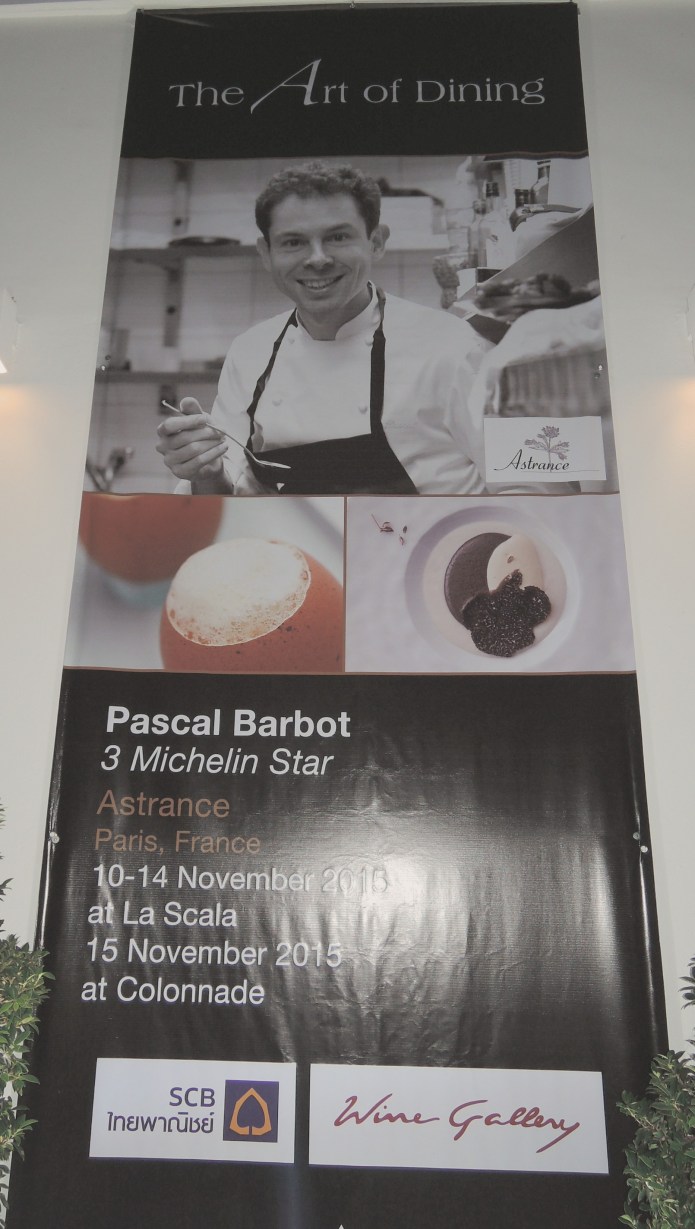 The Art of Dining
Astrance
Pascal Barbot
3 Michelin Star
Astrance
Paris, France
10-14 November 2015
at La Scala
15 November 2015
at Colonnade
SCB
ไทยพาณิชย์
Wine Gallery